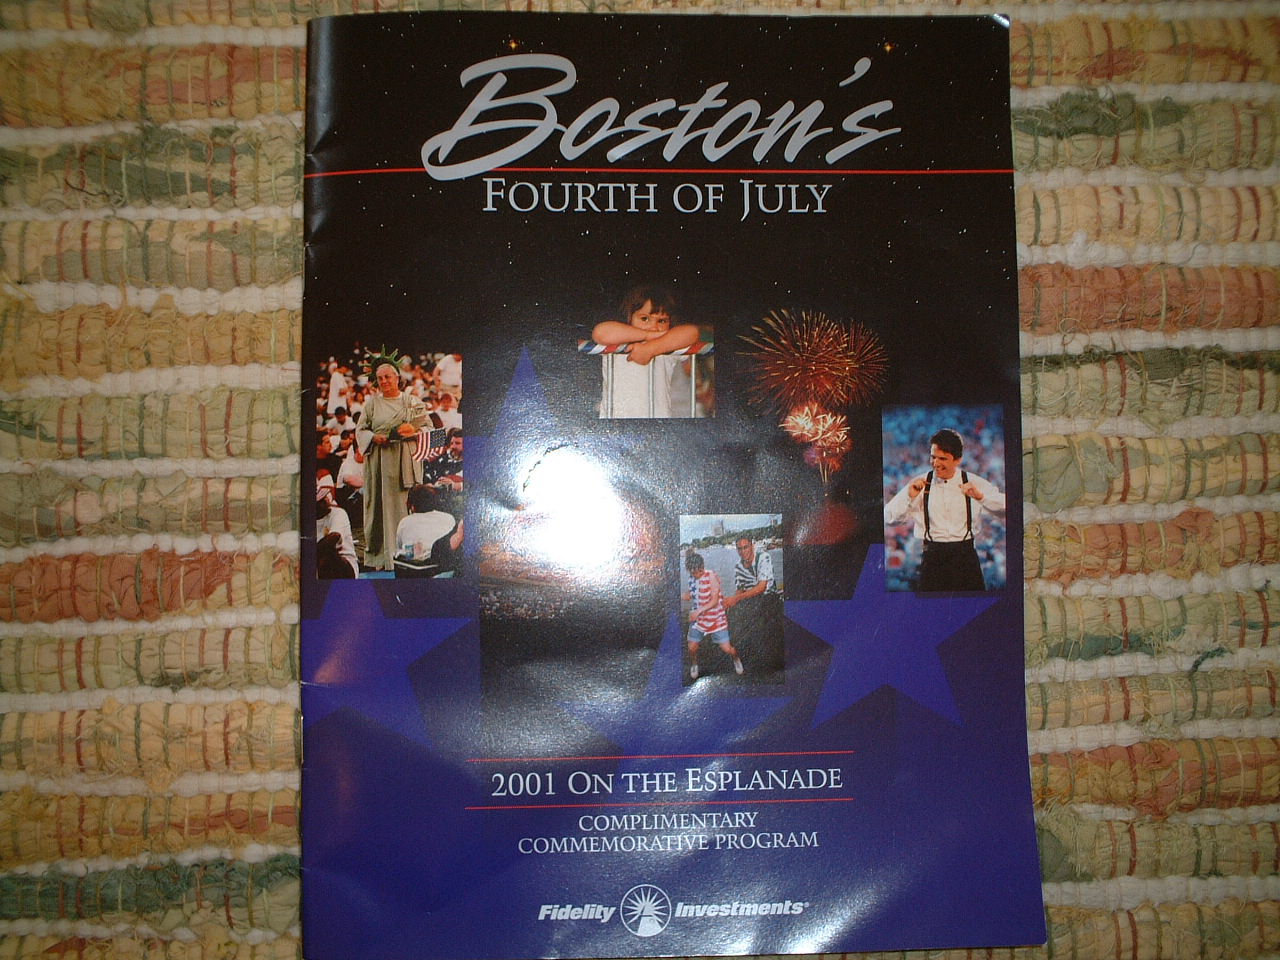 Boston's
FOURTH OF JULY
2001 ON THE ESPLANADE
COMPLIMENTARY
COMMEMORATIVE PROGRAM
Fidelity Investments®